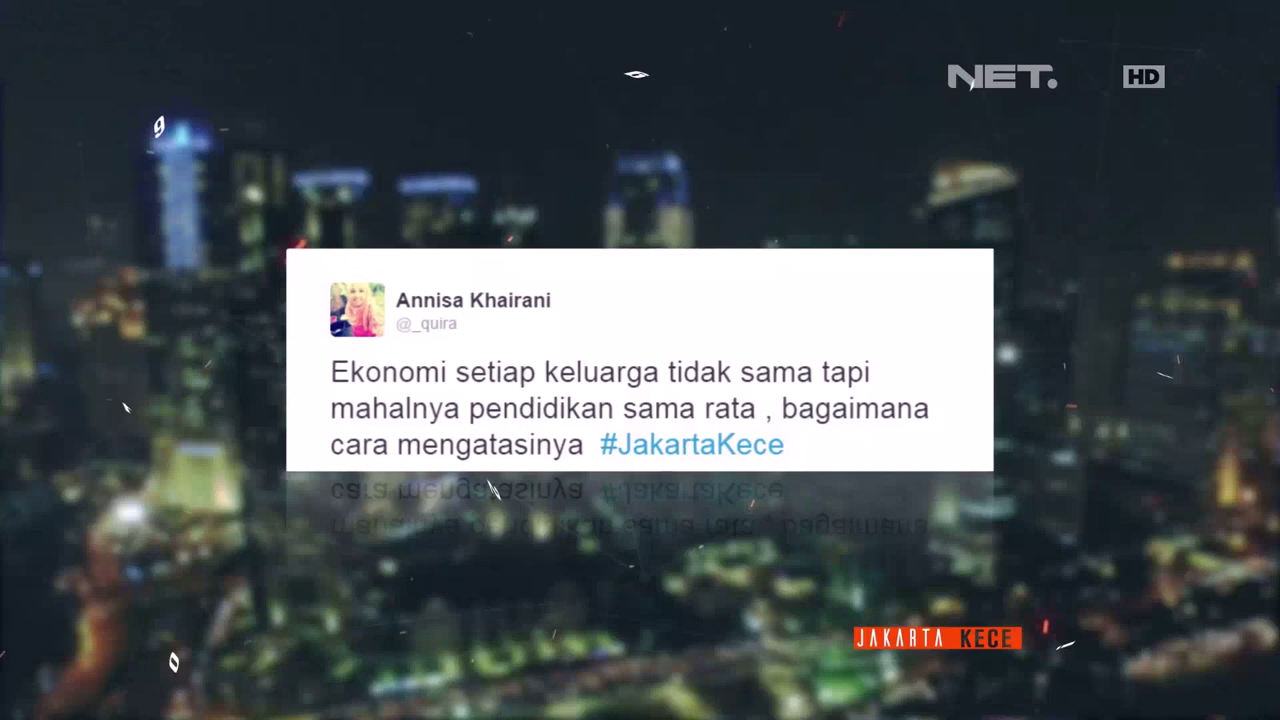 NET.
HD
Annisa Khairani
@_quira
Ekonomi setiap keluarga tidak sama tapi
mahalnya pendidikan sama rata , bagaimana
cara mengatasinya #JakartaKece
JAKARTA KECE